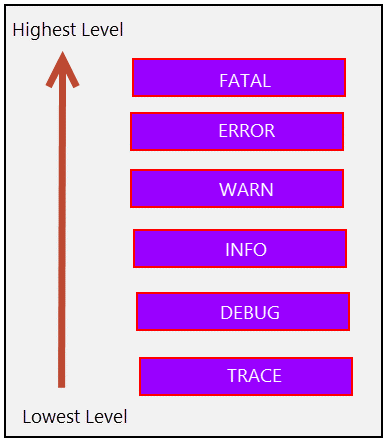 Highest Level
FATAL
ERROR
WARN
INFO
DEBUG
TRACE
Lowest Level